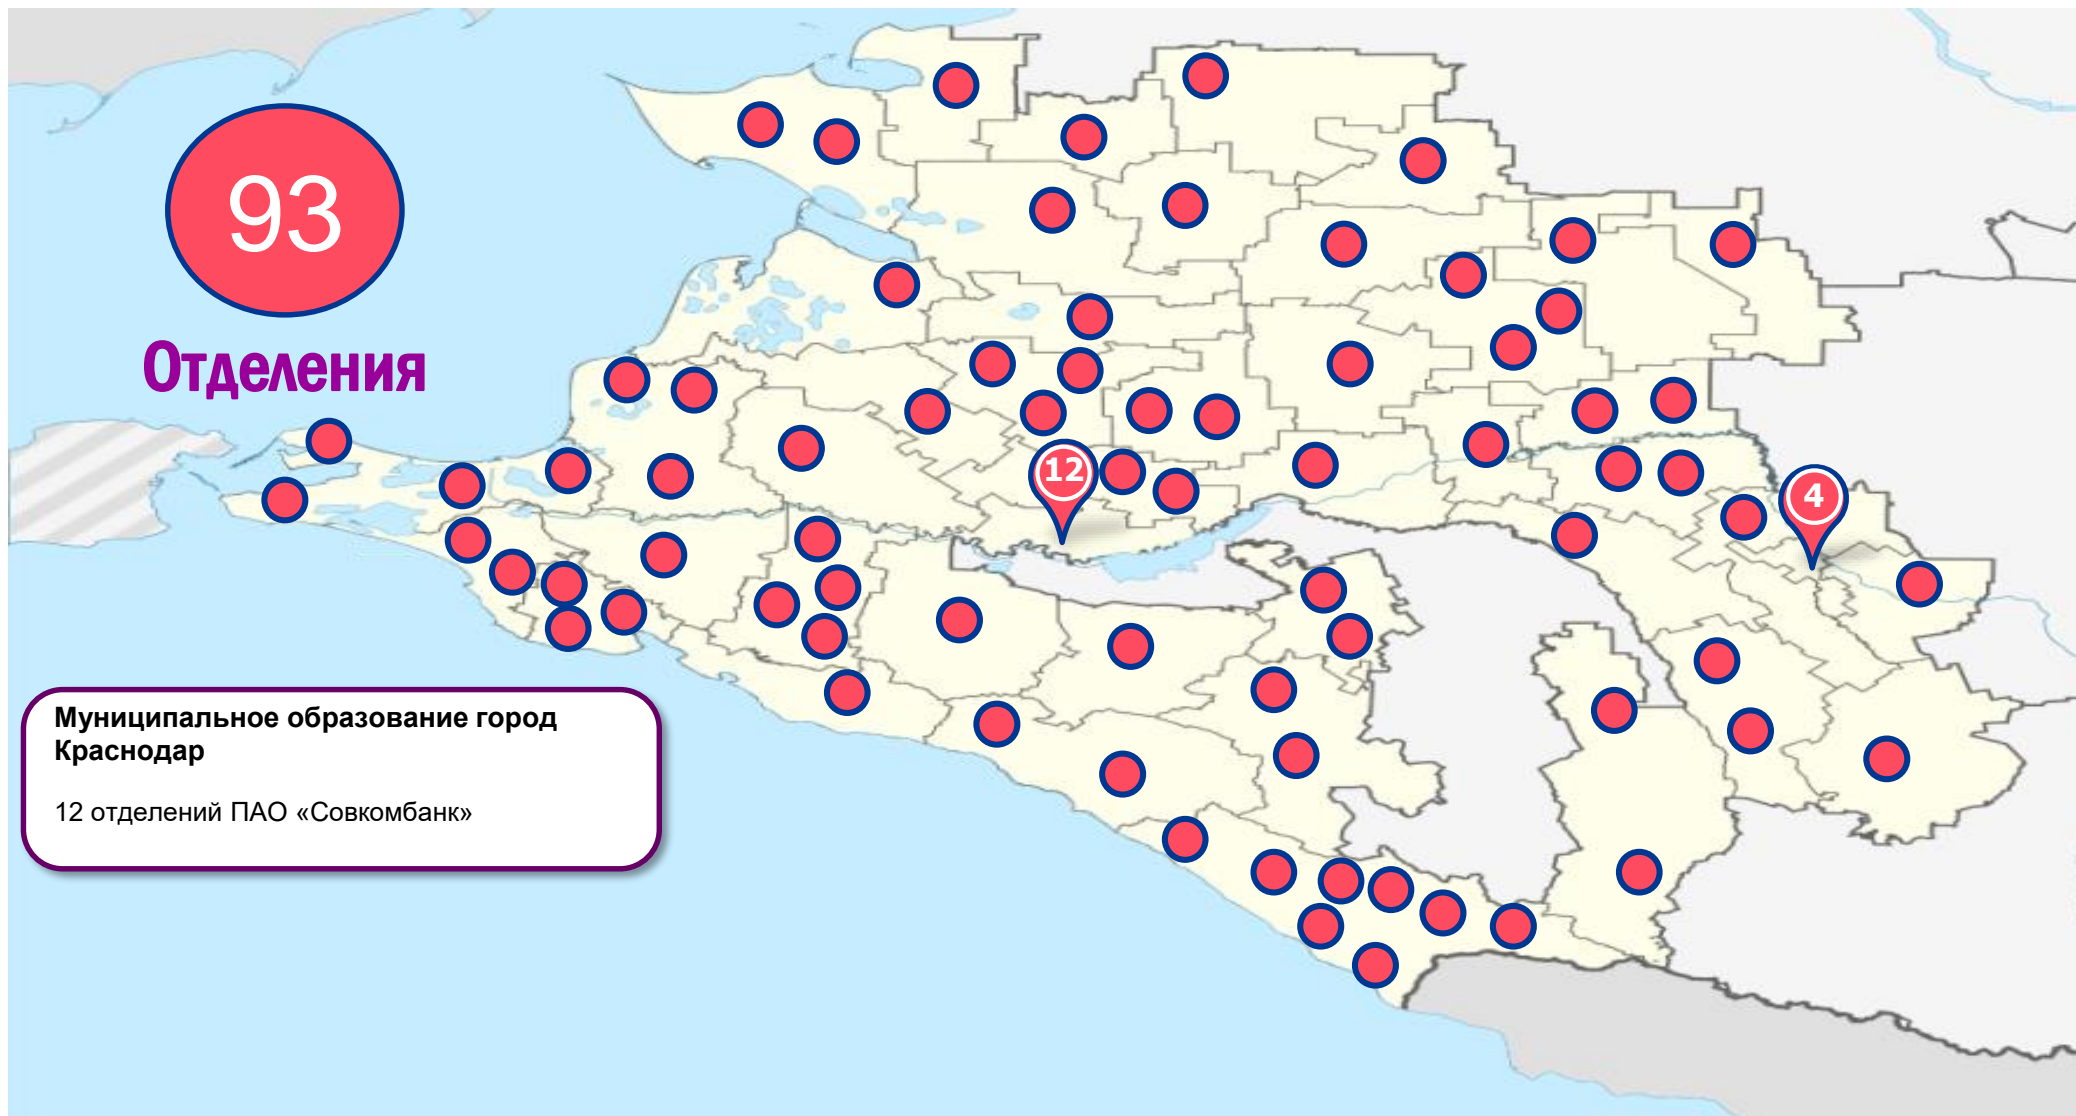 93
Отделения
12
4
Муниципальное образование город
Краснодар
12 отделений ПАО «Совкомбанк»